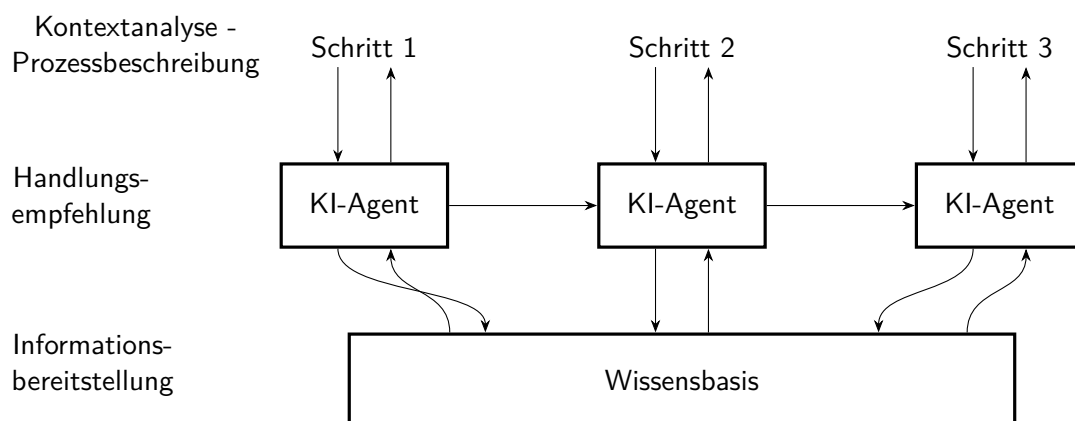 Kontextanalyse -
Prozessbeschreibung
Schritt 1
Schritt 2
Schritt 3
Handlungs-
empfehlung
KI-Agent
KI-Agent
KI-Agent
Informations-
bereitstellung
Wissensbasis